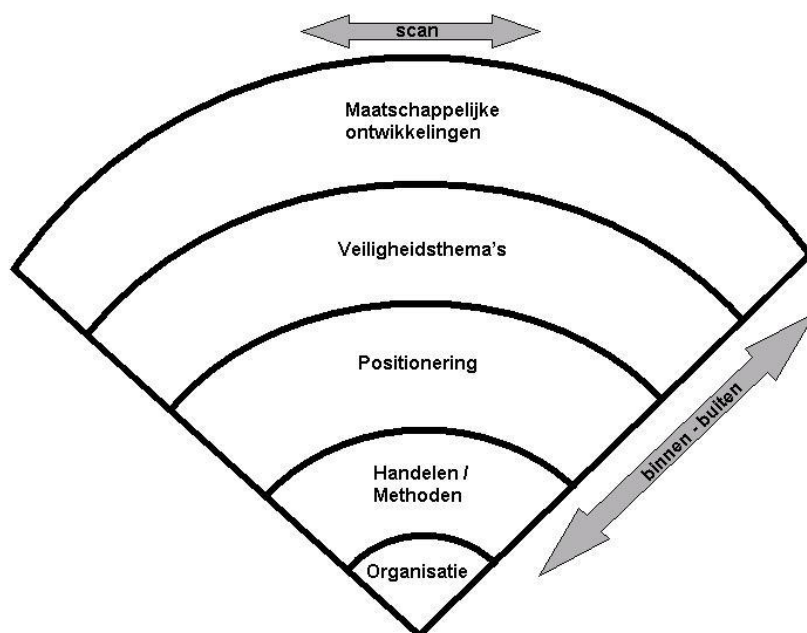 scan
Maatschappelijke
ontwikkelingen
Veiligheidsthema's
Positionering
binnen - buiten
Handelen /
Methoden
Organisatie